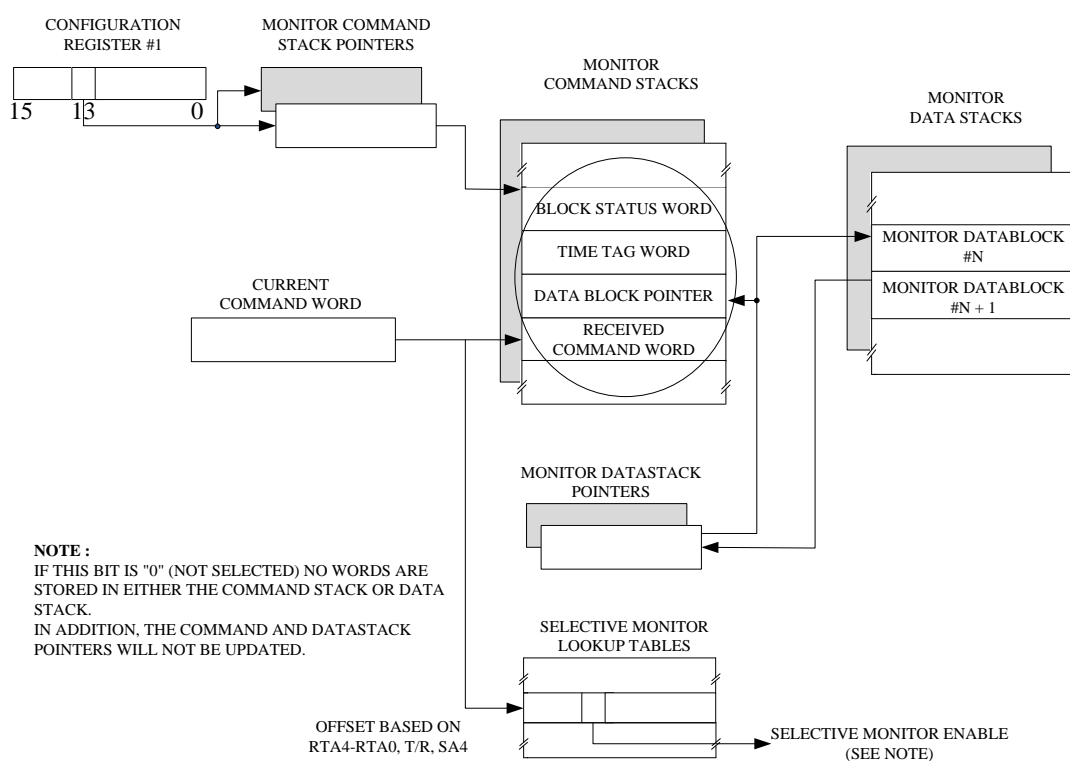 CONFIGURATION
REGISTER #1
15 13 0
MONITOR COMMAND
STACK POINTERS
MONITOR
COMMAND STACKS
BLOCK STATUS WORD
TIME TAG WORD
DATA BLOCK POINTER
RECEIVED
COMMAND WORD
MONITOR
DATA STACKS
MONITOR DATABLOCK
#N
MONITOR DATABLOCK
#N + 1
CURRENT
COMMAND WORD
MONITOR DATASTACK
POINTERS
NOTE :
IF THIS BIT IS "0" (NOT SELECTED) NO WORDS ARE
STORED IN EITHER THE COMMAND STACK OR DATA
STACK.
IN ADDITION, THE COMMAND AND DATASTACK
POINTERS WILL NOT BE UPDATED.
SELECTIVE MONITOR
LOOKUP TABLES
OFFSET BASED ON
RTA4-RTA0, T/R, SA4
SELECTIVE MONITOR ENABLE
(SEE NOTE)